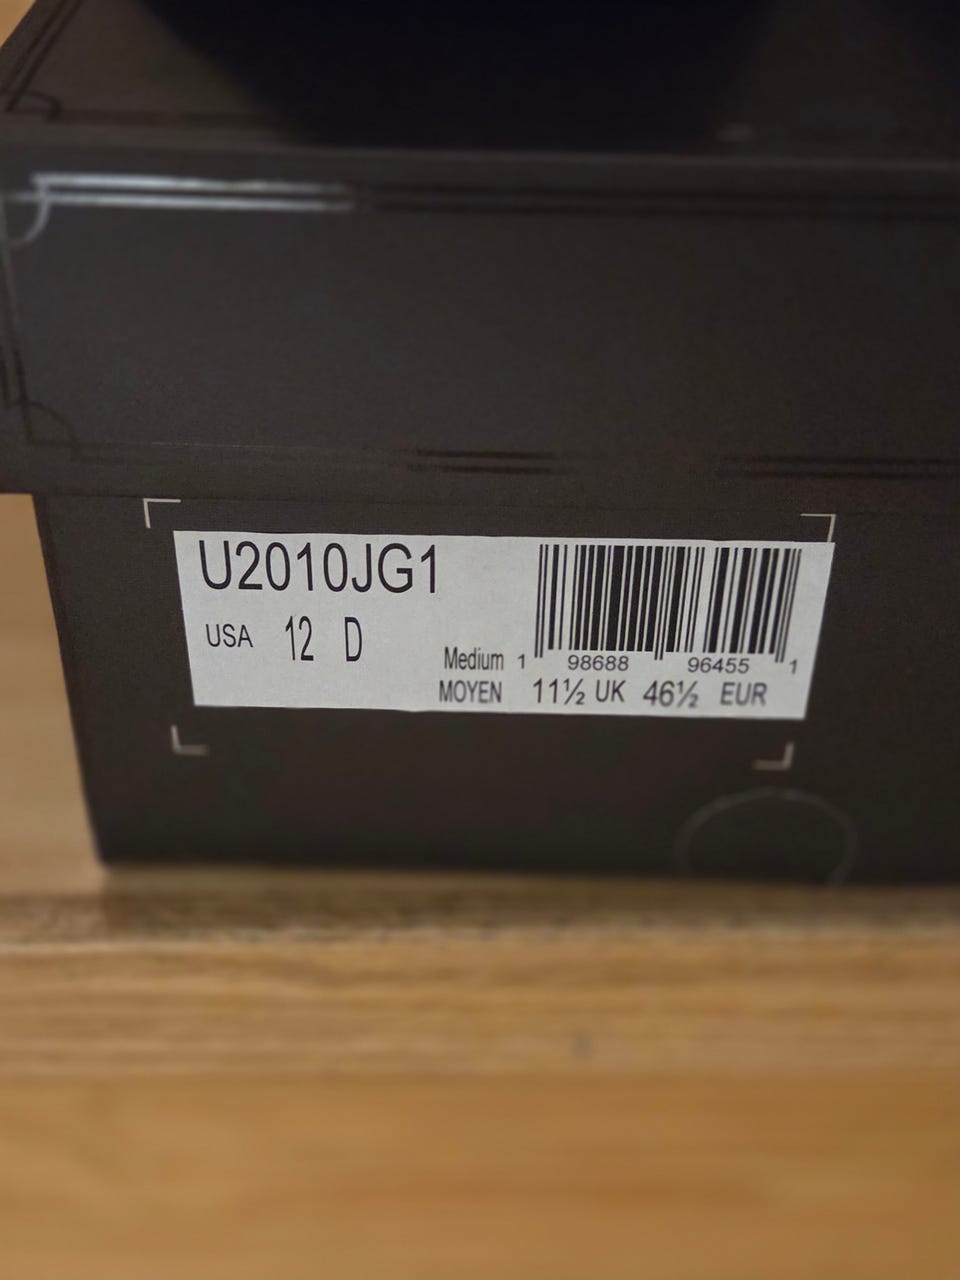 U2010JG1
USA 12 D
Medium 1 98688 96455 1
MOYEN 11½ UK 46½ EUR